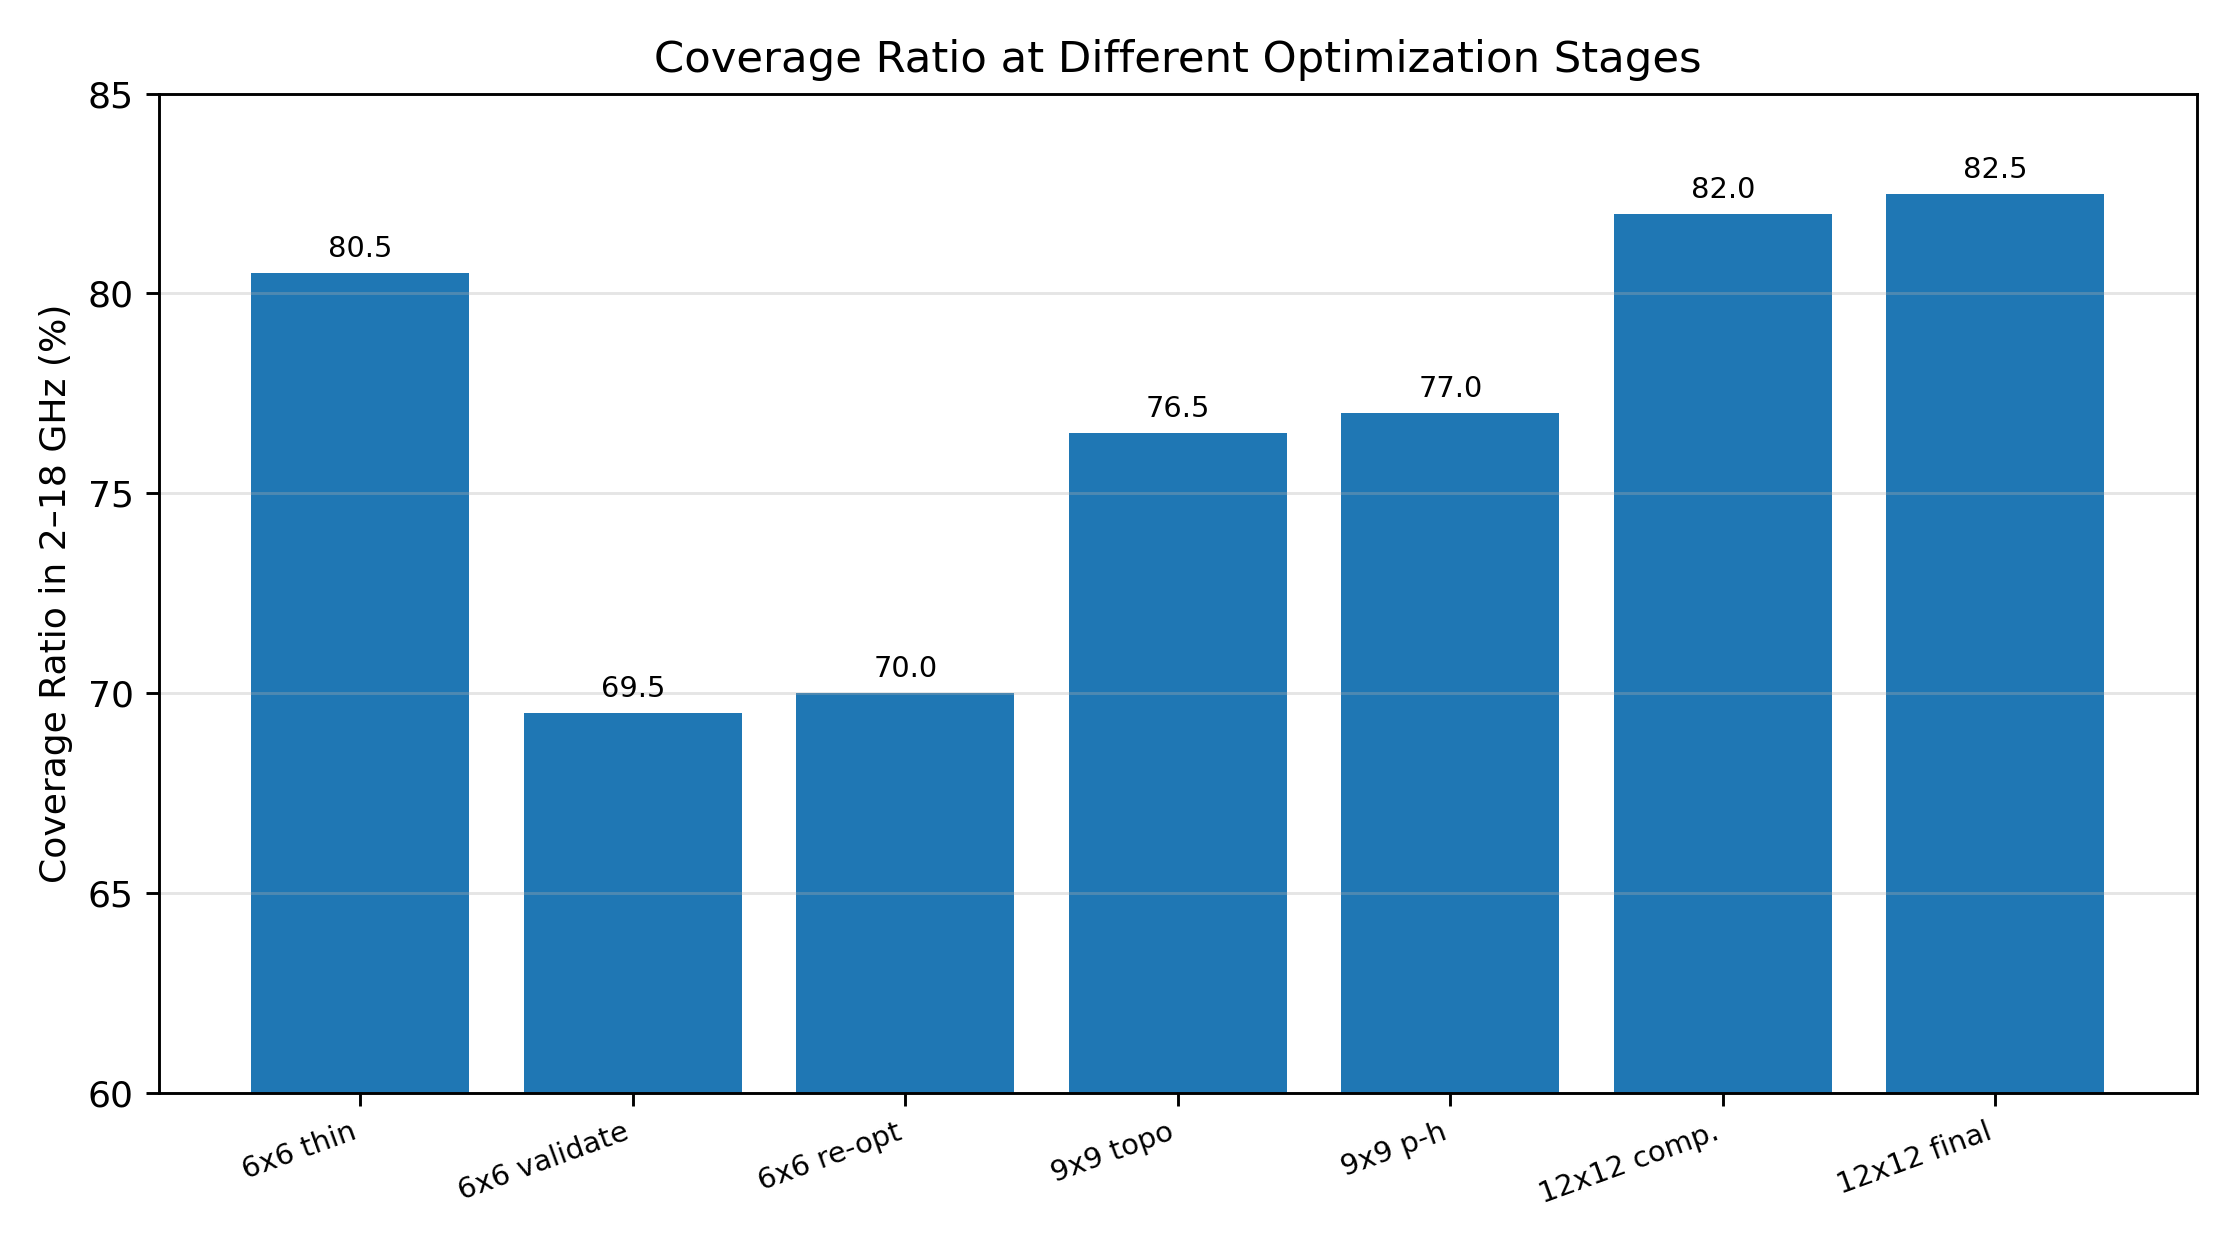 Coverage Ratio at Different Optimization Stages
Coverage Ratio in 2–18 GHz (%)
85
80
75
70
65
60
80.5
69.5
70.0
76.5
77.0
82.0
82.5
6x6 thin
6x6 validate
6x6 re-opt
9x9 topo
9x9 p-h
12x12 comp.
12x12 final